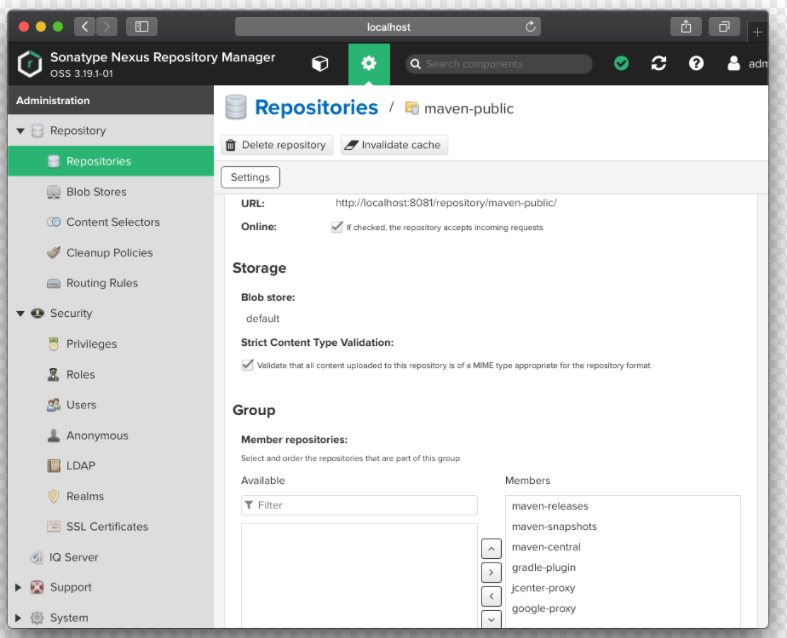 localhost
Sonatype Nexus Repository Manager
OSS 3.19.1-01
Search components
adm
Administration
Repository
Repositories
Blob Stores
Content Selectors
Cleanup Policies
Routing Rules
Security
Privileges
Roles
Users
Anonymous
LDAP
Realms
SSL Certificates
IQ Server
Support
System
Repositories / maven-public
Delete repository Invalidate cache
Settings
URL: http://localhost:8081/repository/maven-public/
Online: If checked, the repository accepts incoming requests
Storage
Blob store:
default
Strict Content Type Validation:
Validate that all content uploaded to this repository is of a MIME type appropriate for the repository format
Group
Member repositories:
Select and order the repositories that are part of this group
Available
Filter
Members
maven-releases
maven-snapshots
maven-central
gradle-plugin
jcenter-proxy
google-proxy